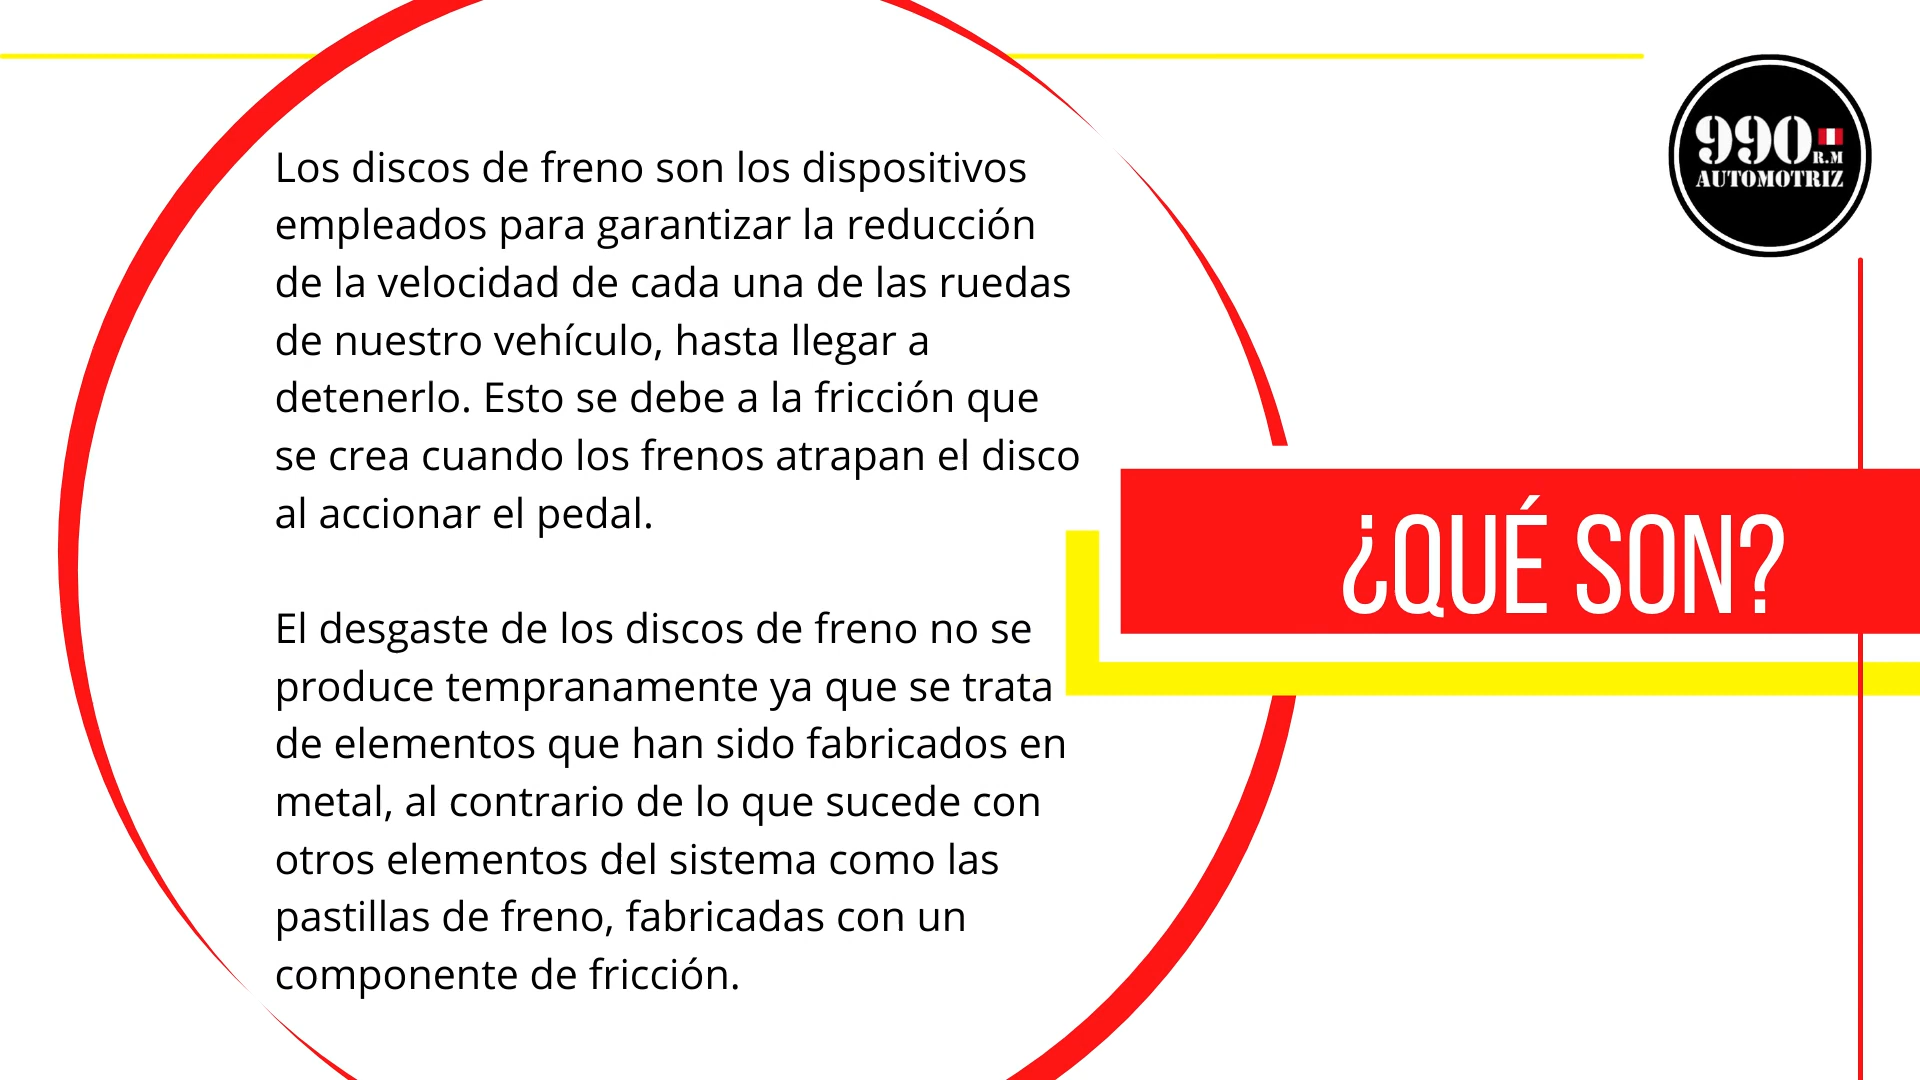 Los discos de freno son los dispositivos
empleados para garantizar la reducción
de la velocidad de cada una de las ruedas
de nuestro vehículo, hasta llegar a
detenerlo. Esto se debe a la fricción que
se crea cuando los frenos atrapan el disco
al accionar el pedal.
El desgaste de los discos de freno no se
produce tempranamente ya que se trata
de elementos que han sido fabricados en
metal, al contrario de lo que sucede con
otros elementos del sistema como las
pastillas de freno, fabricadas con un
componente de fricción.
¿QUÉ SON?
990
R.M
AUTOMOTRIZ